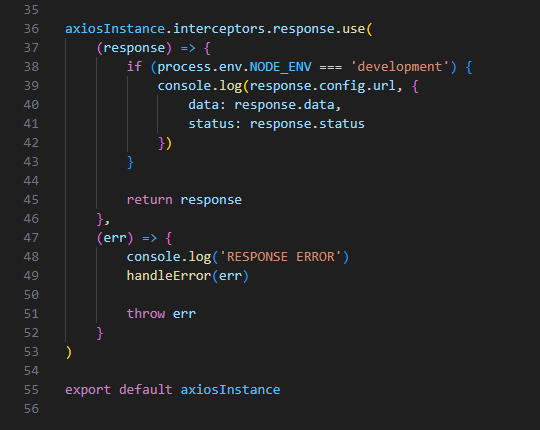 35
36 axiosInstance.interceptors.response.use(
37     (response) => {
38         if (process.env.NODE_ENV === 'development') {
39             console.log(response.config.url, {
40                 data: response.data,
41                 status: response.status
42             })
43         }
44
45         return response
46     },
47     (err) => {
48         console.log('RESPONSE ERROR')
49         handleError(err)
50
51         throw err
52     }
53 )
54
55 export default axiosInstance
56